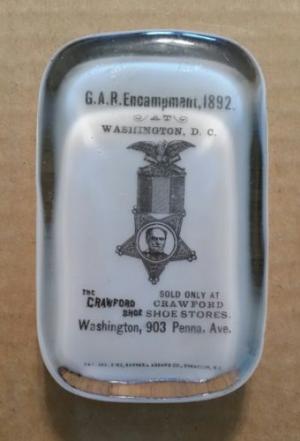 G.A.R. Encampment, 1892.
AT
WASHINGTON, D. C.
THE CRAWFORD SHOE
SOLD ONLY AT
CRAWFORD
SHOE STORES.
Washington, 903 Penna. Ave.